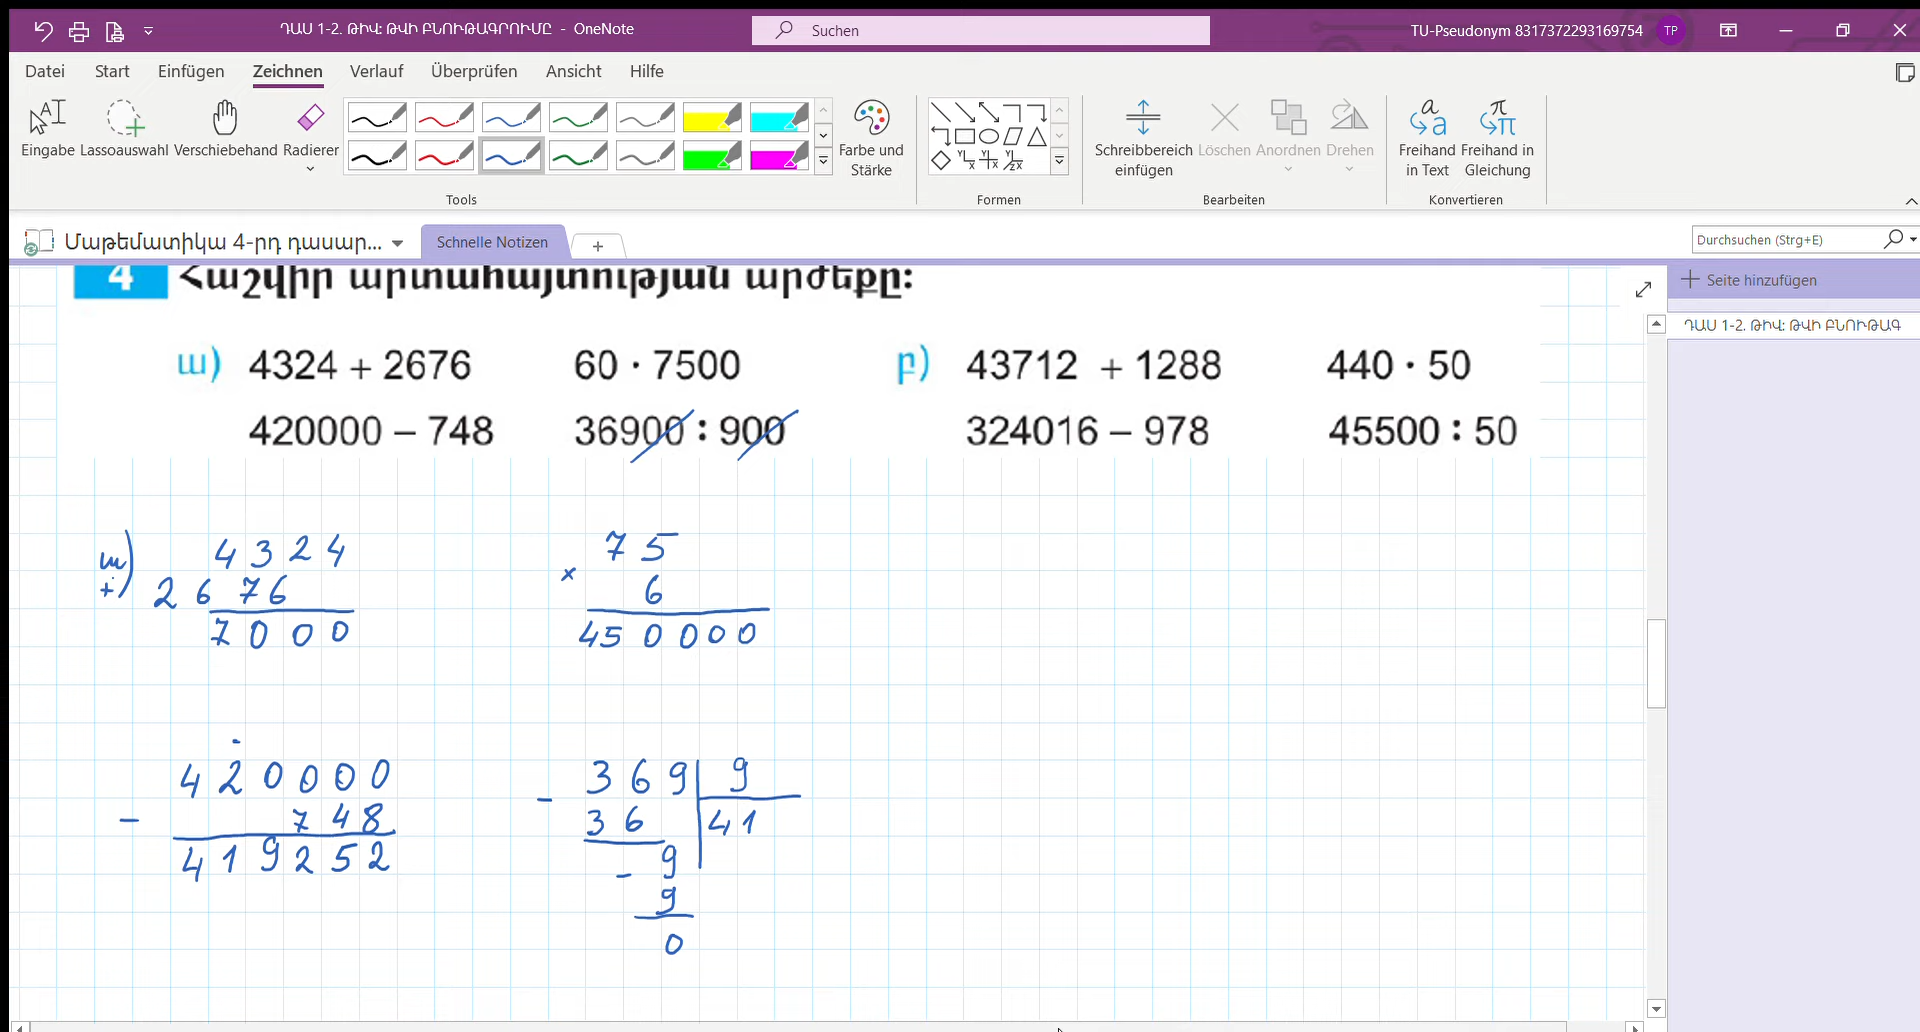 ԴԱՍ 1-2. ԹԻՎ: ԹՎԻ ԲՆՈՒԹԱԳՐՈՒՄԸ - OneNote
Suchen
TU-Pseudonym 8317372293169754 TP
Datei Start Einfügen Zeichnen Verlauf Überprüfen Ansicht Hilfe
Eingabe Lassoauswahl Verschiebehand Radierer
Farbe und Stärke
Schreibbereich einfügen Löschen Anordnen Drehen
Freihand in Text Freihand in Gleichung
Tools Formen Bearbeiten Konvertieren
Մաթեմատիկա 4-րդ դասար... Schnelle Notizen + Durchsuchen (Strg+E)
4 Հաշվիր արտահայտության արժեքը:
Seite hinzufügen
ԴԱՍ 1-2. ԹԻՎ: ԹՎԻ ԲՆՈՒԹԱԳ
ա) 4324 + 2676 60 · 7500 բ) 43712 + 1288 440 · 50
420000 – 748 36900 : 900 324016 – 978 45500 : 50
ա) 4324 75
+ 2676 × 6
7000 450000
420000 - 369 9
- 748 36 41
419252 - 9
9
0